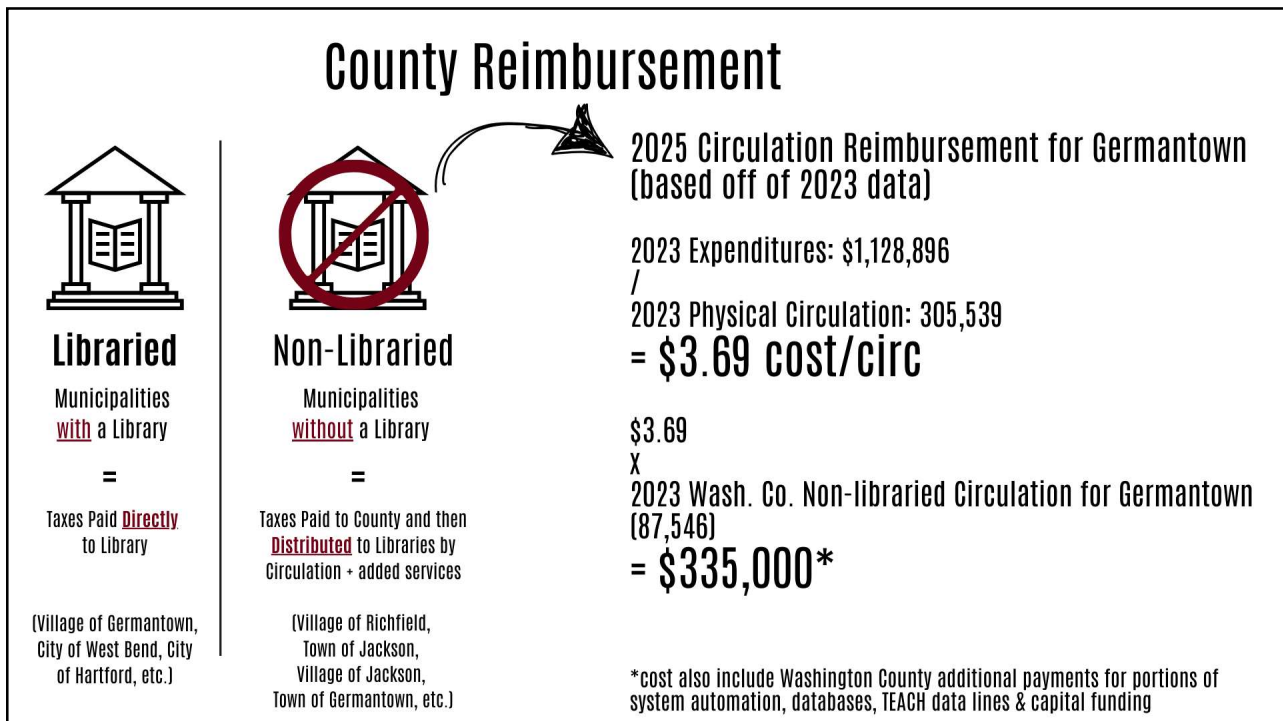 County Reimbursement
Libraried
Municipalities
with a Library
=
Taxes Paid Directly
to Library
(Village of Germantown,
City of West Bend, City
of Hartford, etc.)
Non-Libraried
Municipalities
without a Library
=
Taxes Paid to County and then
Distributed to Libraries by
Circulation + added services
(Village of Richfield,
Town of Jackson,
Village of Jackson,
Town of Germantown, etc.)
2025 Circulation Reimbursement for Germantown
(based off of 2023 data)
2023 Expenditures: $1,128,896
/
2023 Physical Circulation: 305,539
= $3.69 cost/circ
$3.69
X
2023 Wash. Co. Non-libraried Circulation for Germantown
(87,546)
= $335,000*
*cost also include Washington County additional payments for portions of
system automation, databases, TEACH data lines & capital funding